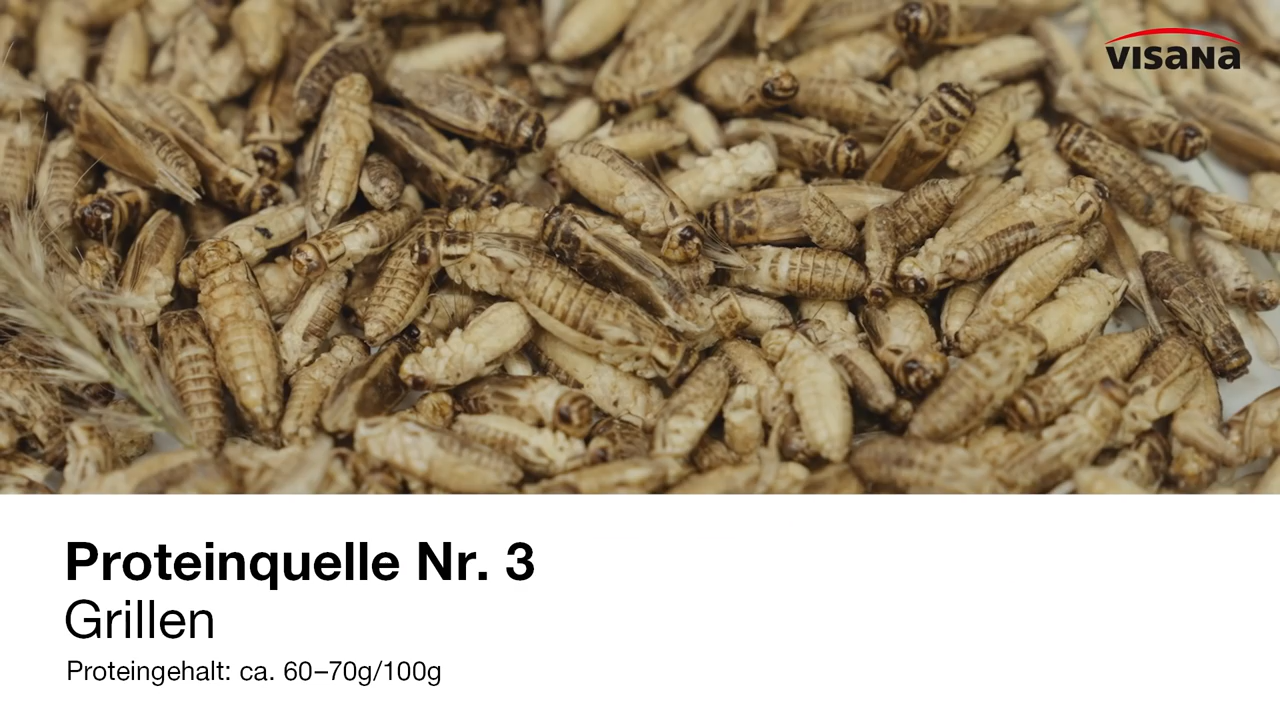 VISANA
Proteinquelle Nr. 3
Grillen
Proteingehalt: ca. 60–70g/100g